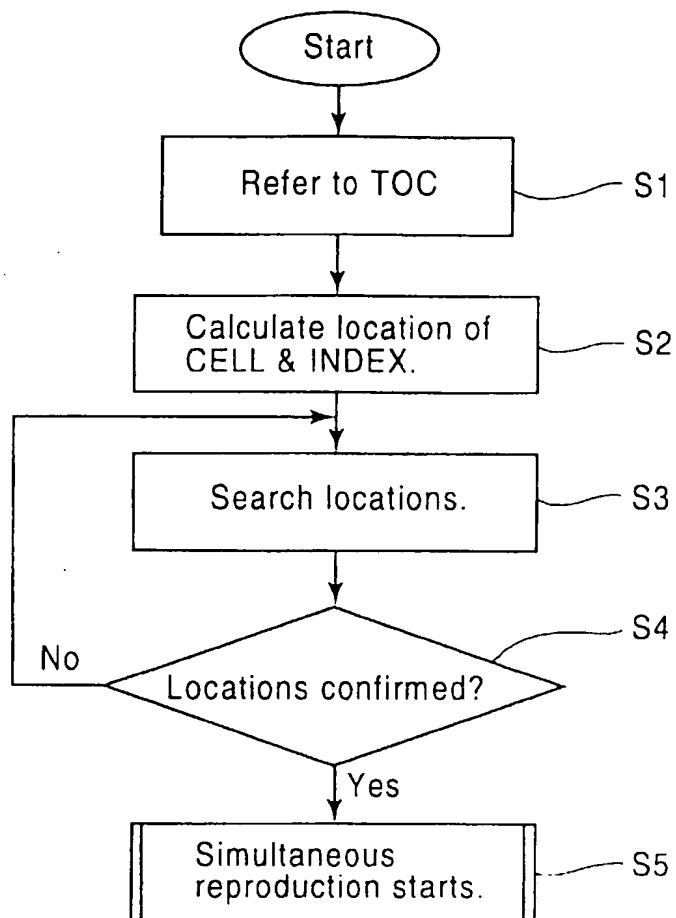 Start
Refer to TOC
S1
Calculate location of
CELL & INDEX.
S2
Search locations.
S3
S4
No
Locations confirmed?
Yes
Simultaneous
reproduction starts.
S5